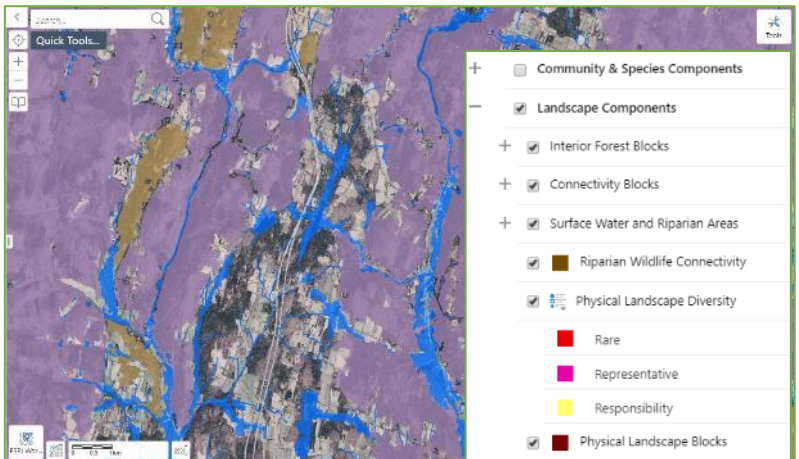 Search...
Quick Tools...
Tools
Community & Species Components
Landscape Components
Interior Forest Blocks
Connectivity Blocks
Surface Water and Riparian Areas
Riparian Wildlife Connectivity
Physical Landscape Diversity
Rare
Representative
Responsibility
Physical Landscape Blocks